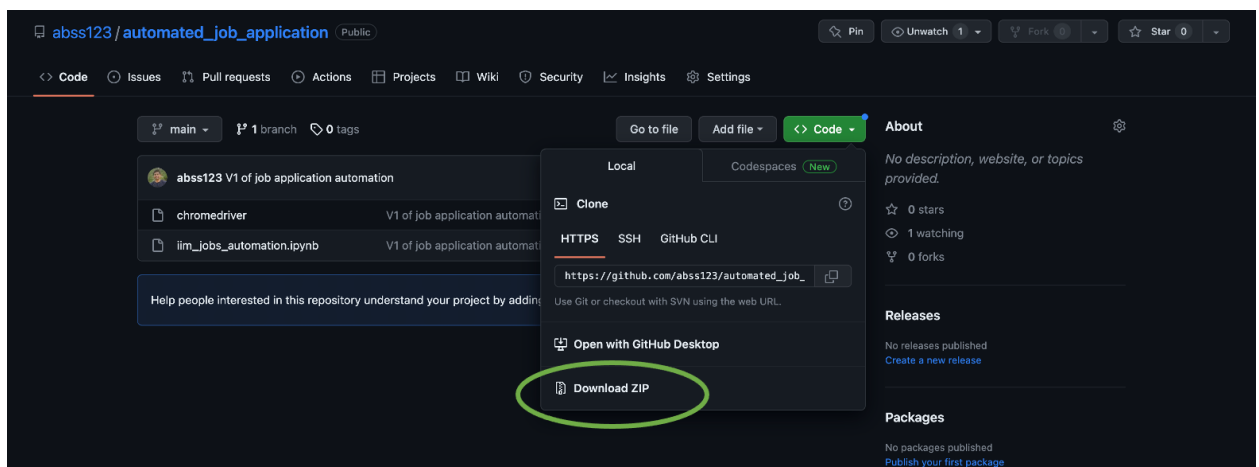 abss123 / automated_job_application Public
Pin Unwatch 1 Fork 0 Star 0
Code Issues Pull requests Actions Projects Wiki Security Insights Settings
main 1 branch 0 tags Go to file Add file Code
abss123 V1 of job application automation
chromedriver V1 of job application automati
iim_jobs_automation.ipynb V1 of job application automati
Help people interested in this repository understand your project by adding
Local Codespaces New
Clone
HTTPS SSH GitHub CLI
https://github.com/abss123/automated_job_
Use Git or checkout with SVN using the web URL.
Open with GitHub Desktop
Download ZIP
About
No description, website, or topics
provided.
0 stars
1 watching
0 forks
Releases
No releases published
Create a new release
Packages
No packages published
Publish your first package